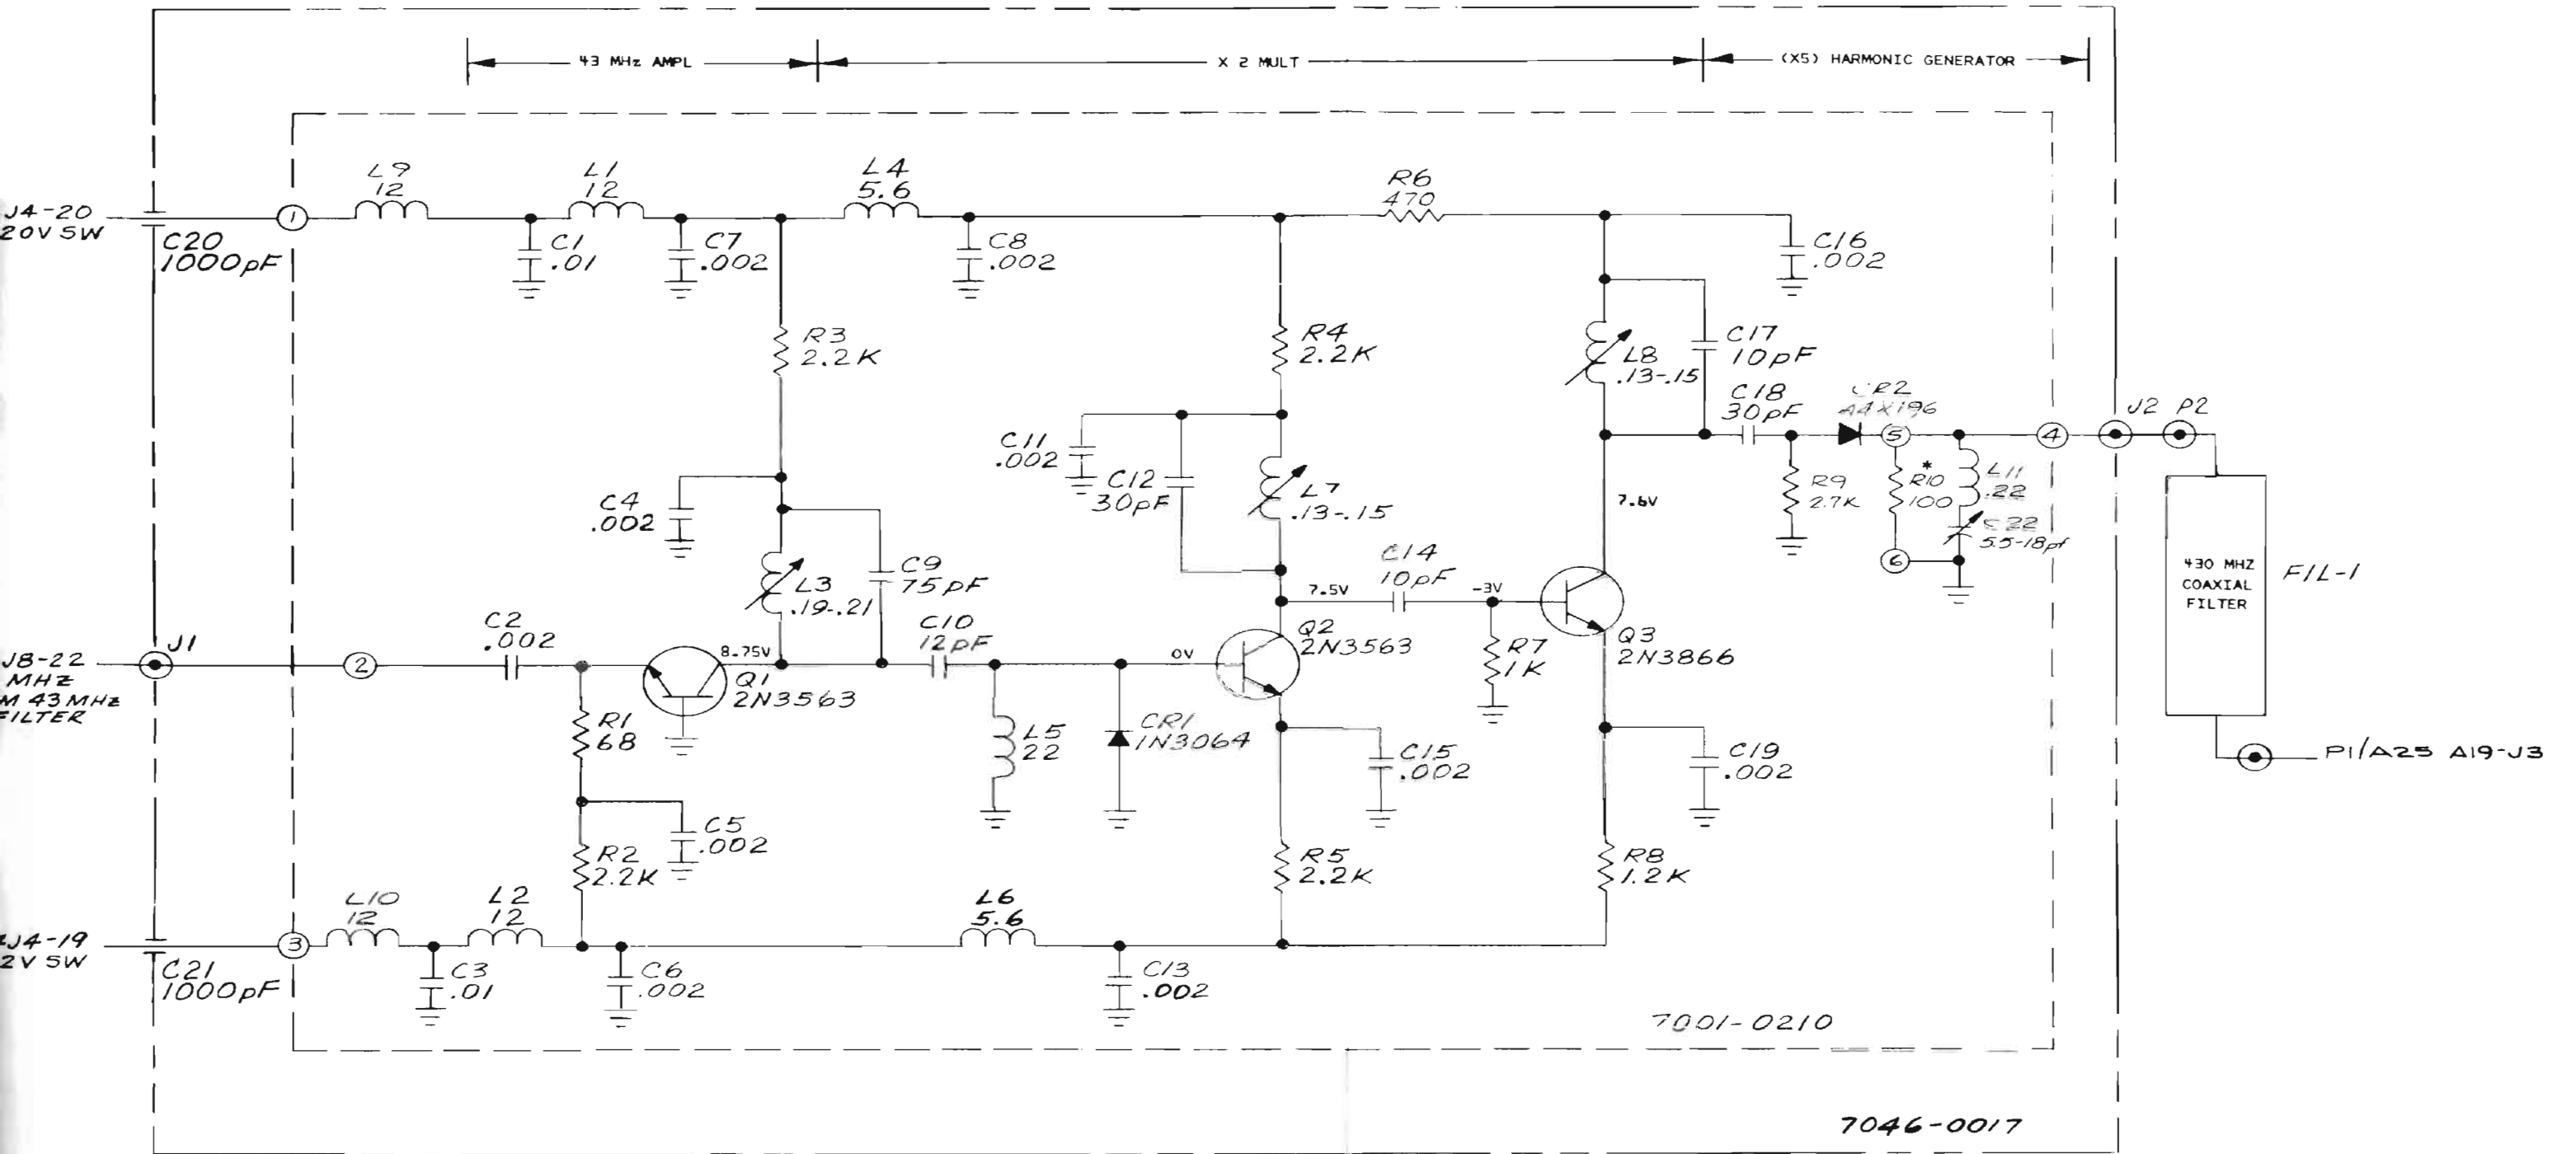 43 MHz AMPL
X 2 MULT
(X5) HARMONIC GENERATOR
J4-20
20V SW
C20
1000pF
1
L9
12
C1
.01
L1
12
C7
.002
L4
5.6
C8
.002
R6
470
C16
.002
R3
2.2K
R4
2.2K
L8
.13-.15
C17
10pF
C18
30pF
CR2
A4X196
5
4
J2 P2
C4
.002
C11
.002
C12
30pF
L7
.13-.15
7.6V
R9
2.7K
*
R10
100
L11
.22
C22
5.5-18pf
6
430 MHZ
COAXIAL
FILTER
FIL-1
L3
.19-.21
C9
75pF
7.5V
C14
10pF
-3V
J8-22
MHZ
M 43 MHZ
FILTER
J1
2
C2
.002
8.75V
Q1
2N3563
C10
12pF
0V
Q2
2N3563
R7
1K
Q3
2N3866
R1
68
L5
22
CR1
1N3064
C15
.002
C19
.002
P1/A25 A19-J3
C5
.002
R2
2.2K
R5
2.2K
R8
1.2K
J4-19
2V SW
C21
1000pF
3
L10
12
L2
12
C3
.01
C6
.002
L6
5.6
C13
.002
7001-0210
7046-0017